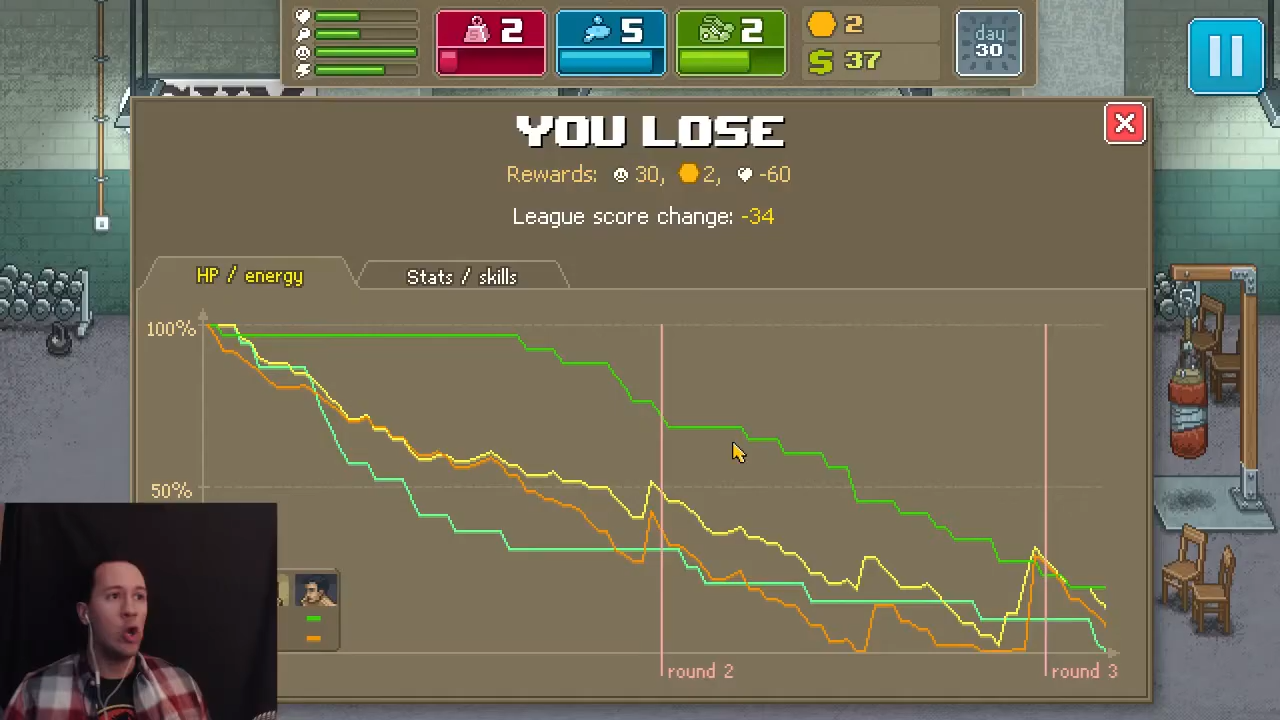 2
5
2
2
37
day
30
YOU LOSE
Rewards: 30, 2, -60
League score change: -34
HP / energy
Stats / skills
100%
50%
round 2
round 3